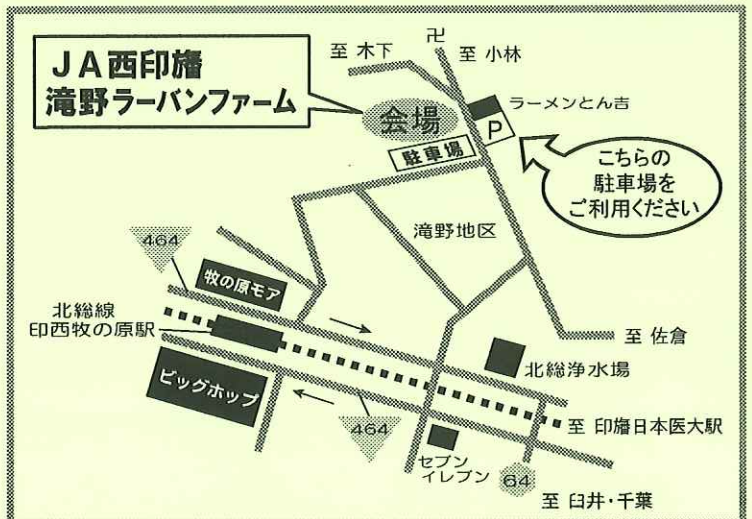 JA西印旛
滝野ラーバンファーム
至 木下
卍
至 小林
ラーメンとん吉
会場
P
駐車場
こちらの
駐車場を
ご利用ください
滝野地区
464
牧の原モア
北総線
印西牧の原駅
至 佐倉
北総浄水場
ビッグホップ
464
至 印旛日本医大駅
セブン
イレブン
64
至 臼井・千葉